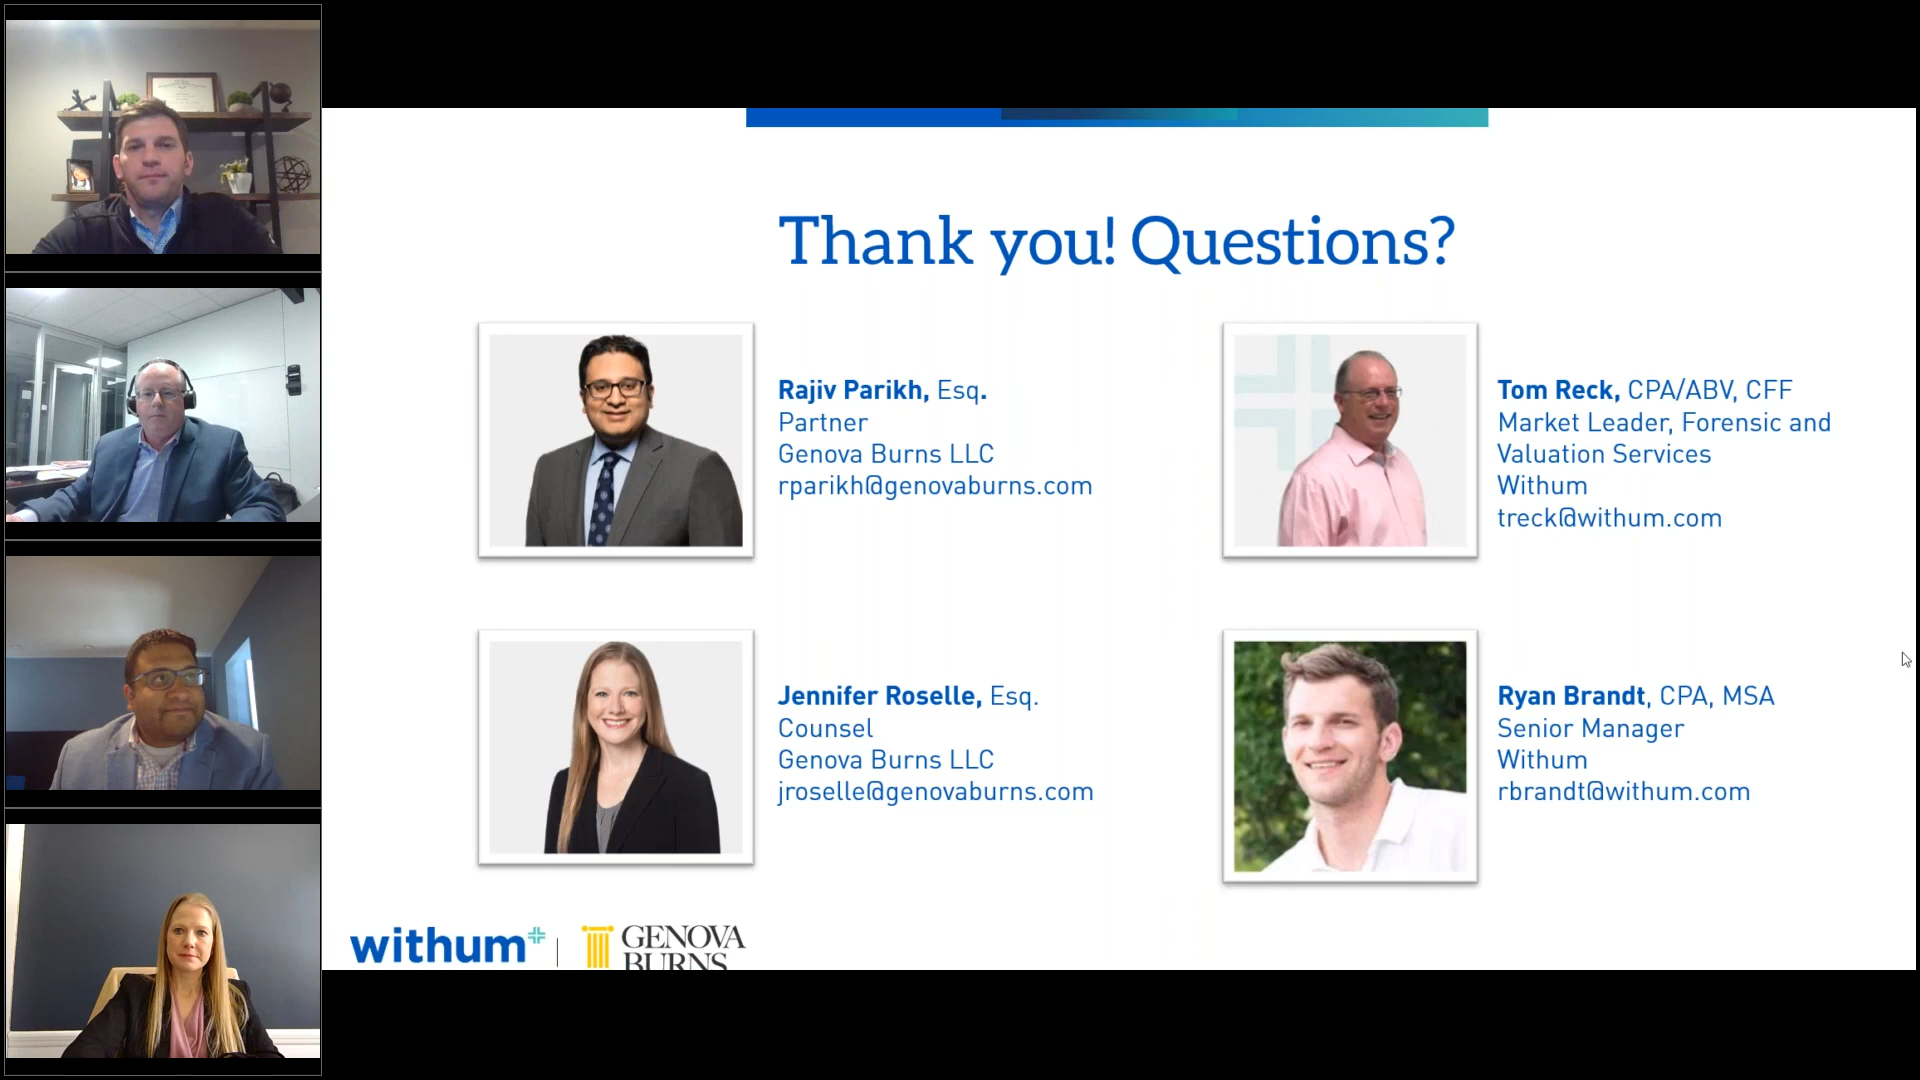 Thank you! Questions?
Rajiv Parikh, Esq.
Partner
Genova Burns LLC
rparikh@genovaburns.com
Tom Reck, CPA/ABV, CFF
Market Leader, Forensic and
Valuation Services
Withum
treck@withum.com
Jennifer Roselle, Esq.
Counsel
Genova Burns LLC
jroselle@genovaburns.com
Ryan Brandt, CPA, MSA
Senior Manager
Withum
rbrandt@withum.com
withum+
GENOVA
BURNS